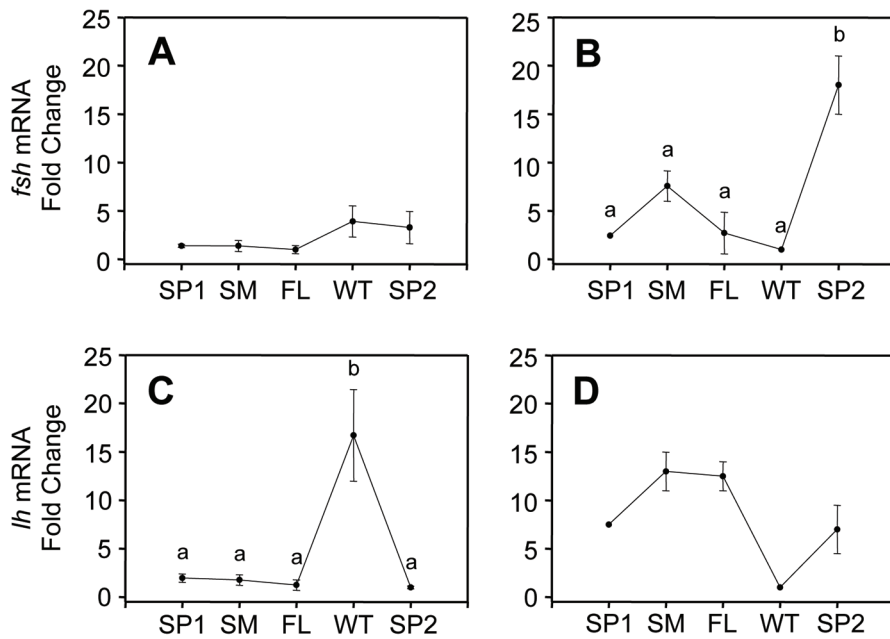 A
B
fsh mRNA
Fold Change
25
20
15
10
5
0
SP1 SM FL WT SP2
25
20
15
10
5
0
a
a
a
a
b
SP1 SM FL WT SP2
C
D
lh mRNA
Fold Change
25
20
15
10
5
0
a
a
a
b
a
SP1 SM FL WT SP2
25
20
15
10
5
0
SP1 SM FL WT SP2